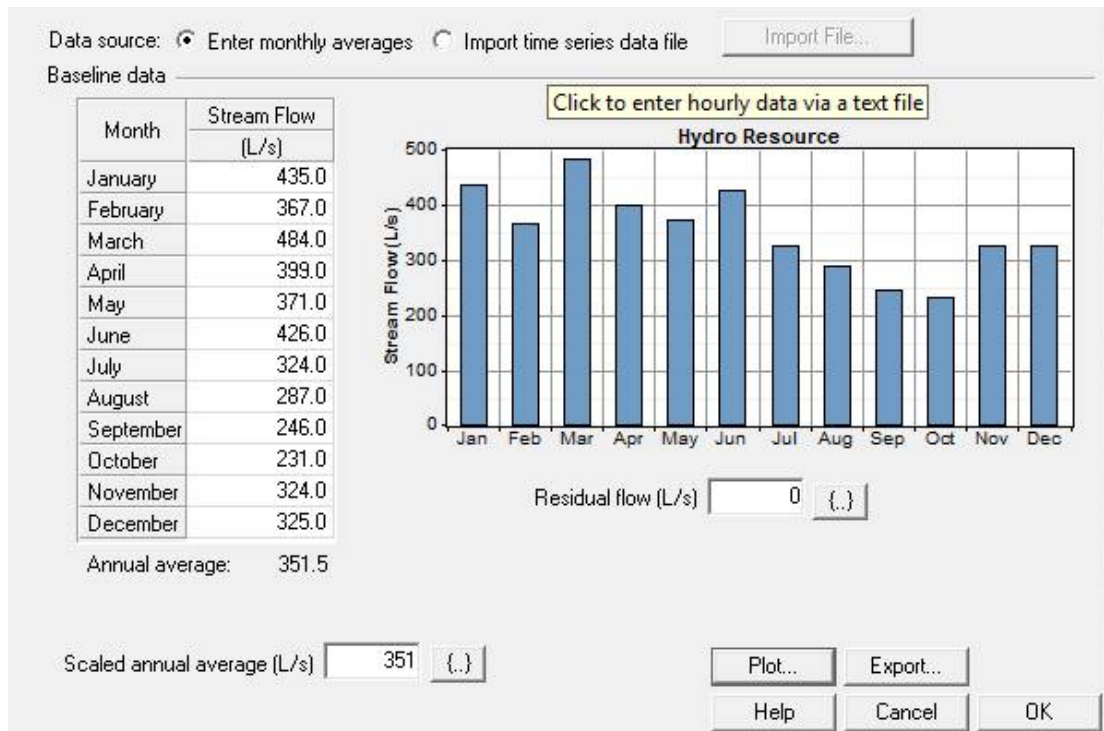 Data source: Enter monthly averages Import time series data file Import File...
Baseline data
Click to enter hourly data via a text file
Month Stream Flow
(L/s)
January 435.0
February 367.0
March 484.0
April 399.0
May 371.0
June 426.0
July 324.0
August 287.0
September 246.0
October 231.0
November 324.0
December 325.0
Annual average: 351.5
Hydro Resource
Stream Flow (L/s)
500
400
300
200
100
0
Jan Feb Mar Apr May Jun Jul Aug Sep Oct Nov Dec
Residual flow (L/s) 0 {..}
Scaled annual average (L/s) 351 {..}
Plot... Export...
Help Cancel OK